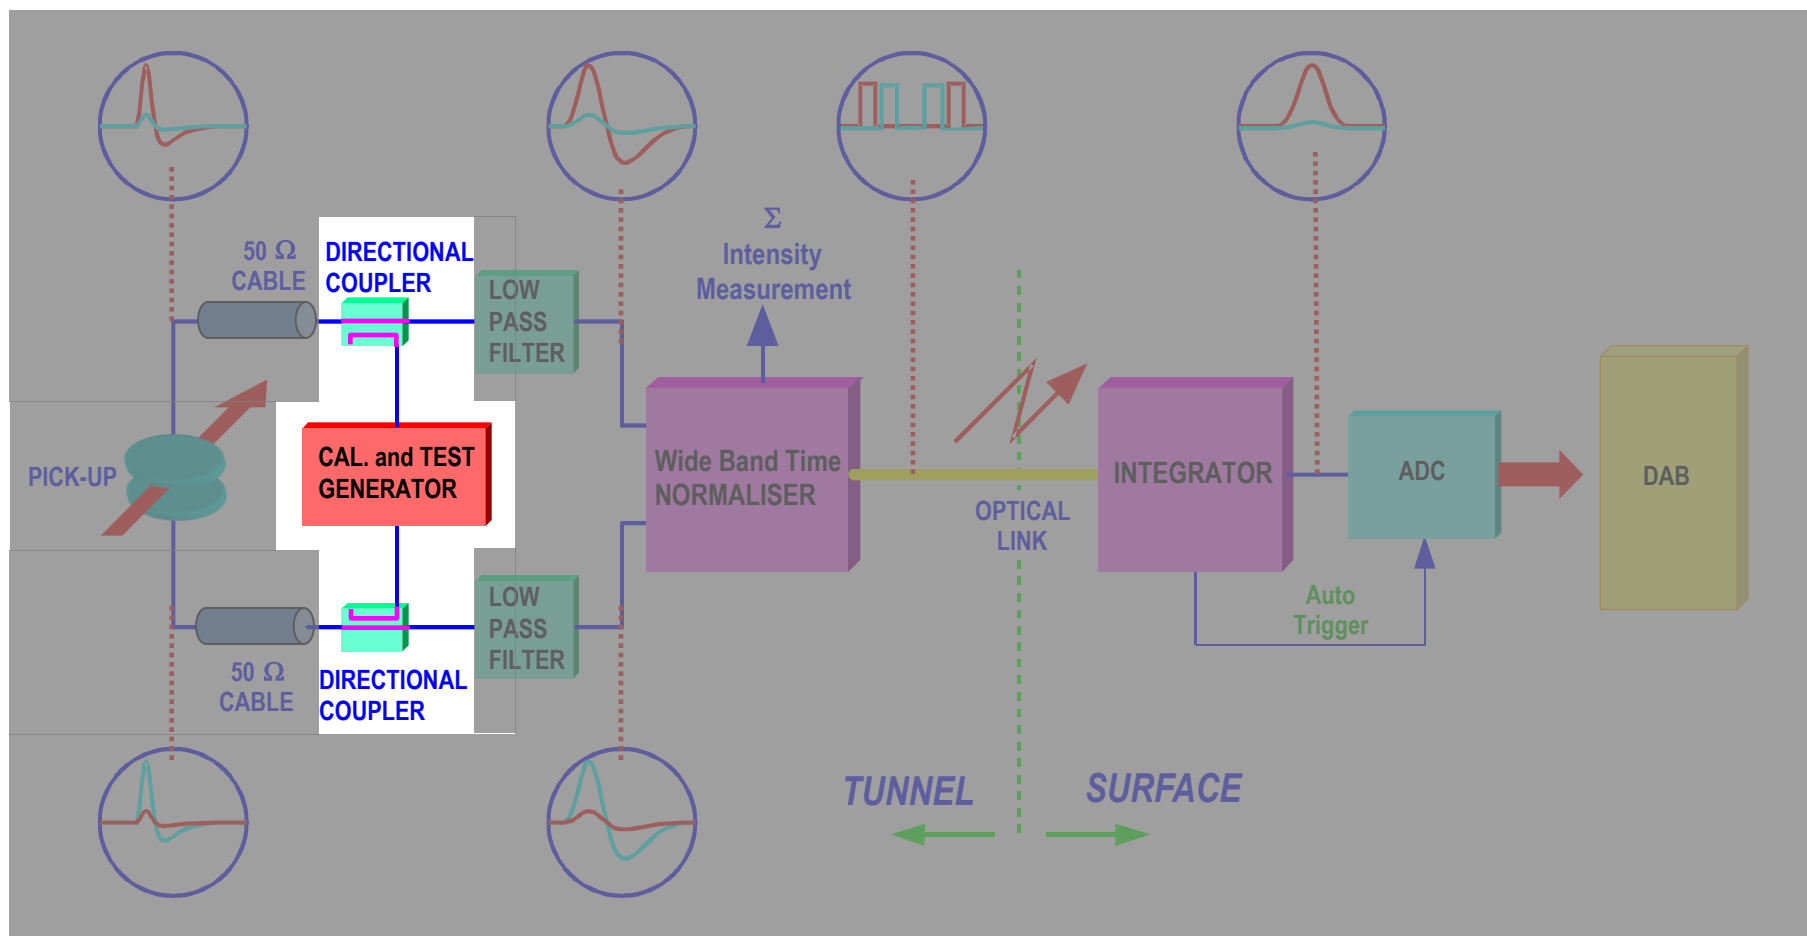 Σ
Intensity
Measurement
50 Ω
CABLE
DIRECTIONAL
COUPLER
LOW
PASS
FILTER
PICK-UP
CAL. and TEST
GENERATOR
Wide Band Time
NORMALISER
OPTICAL
LINK
INTEGRATOR
ADC
DAB
Auto
Trigger
50 Ω
CABLE
DIRECTIONAL
COUPLER
LOW
PASS
FILTER
TUNNEL
SURFACE